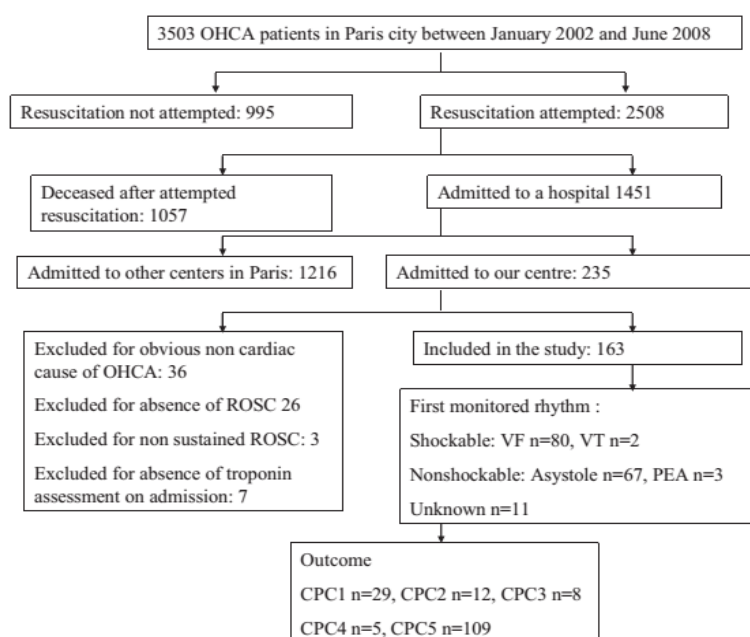 3503 OHCA patients in Paris city between January 2002 and June 2008
Resuscitation not attempted: 995
Resuscitation attempted: 2508
Deceased after attempted
resuscitation: 1057
Admitted to a hospital 1451
Admitted to other centers in Paris: 1216
Admitted to our centre: 235
Excluded for obvious non cardiac
cause of OHCA: 36
Excluded for absence of ROSC 26
Excluded for non sustained ROSC: 3
Excluded for absence of troponin
assessment on admission: 7
Included in the study: 163
First monitored rhythm :
Shockable: VF n=80, VT n=2
Nonshockable: Asystole n=67, PEA n=3
Unknown n=11
Outcome
CPC1 n=29, CPC2 n=12, CPC3 n=8
CPC4 n=5, CPC5 n=109